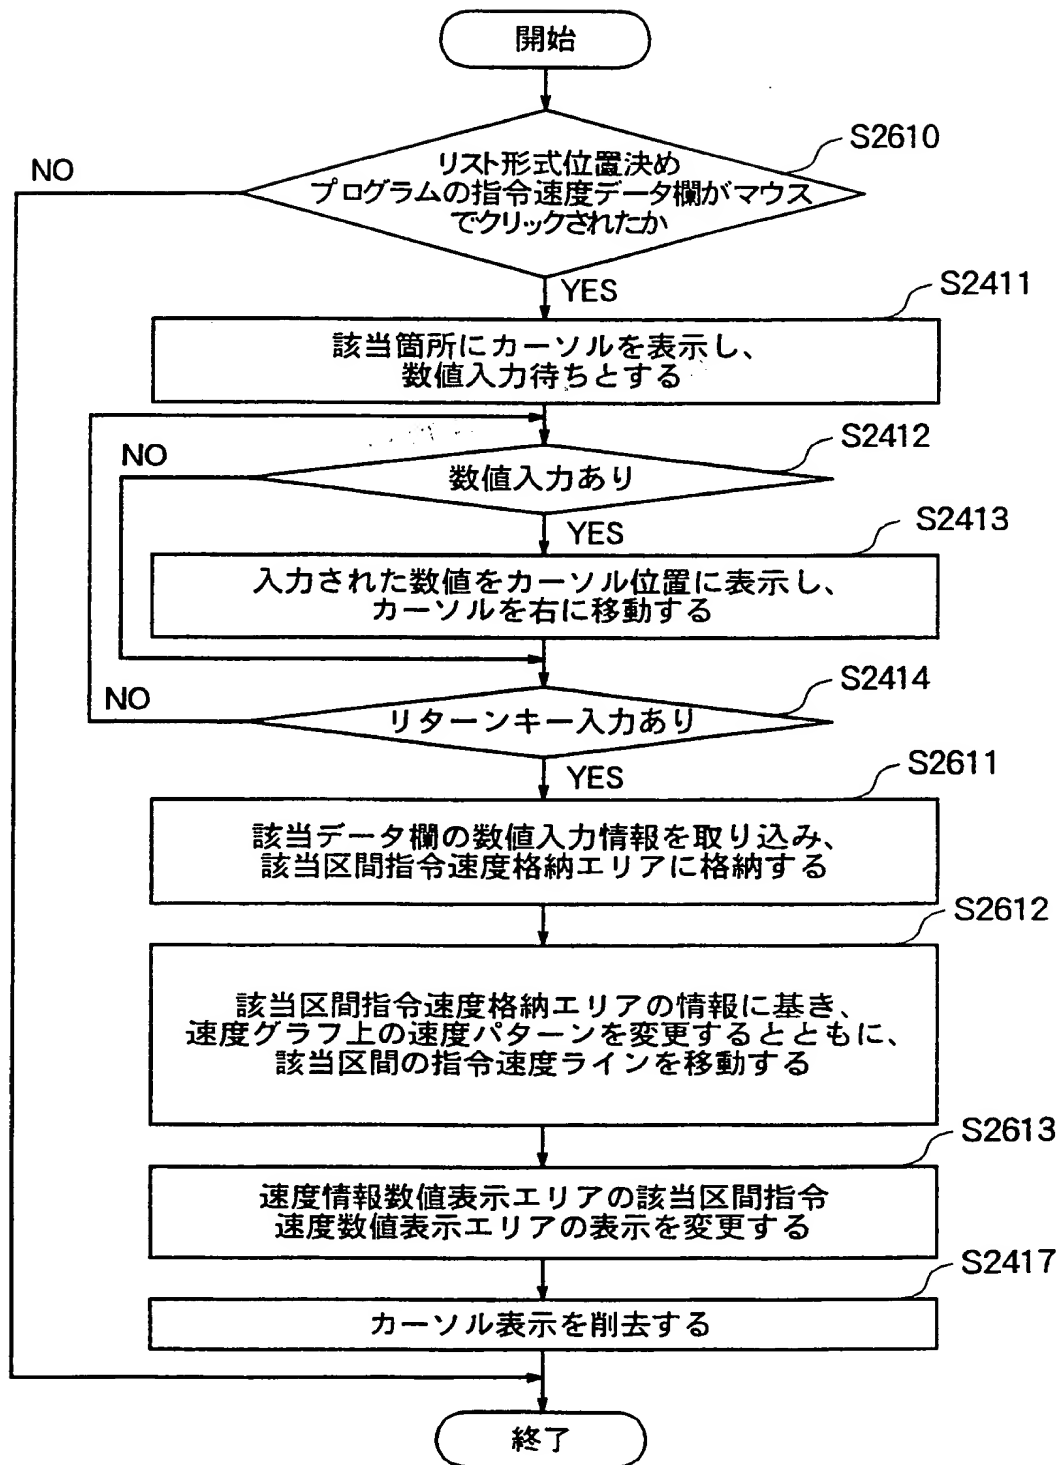 開始
S2610
NO
リスト形式位置決め
プログラムの指令速度データ欄がマウス
でクリックされたか
YES
S2411
該当箇所にカーソルを表示し、
数値入力待ちとする
S2412
NO
数値入力あり
YES
S2413
入力された数値をカーソル位置に表示し、
カーソルを右に移動する
S2414
NO
リターンキー入力あり
YES
S2611
該当データ欄の数値入力情報を取り込み、
該当区間指令速度格納エリアに格納する
S2612
該当区間指令速度格納エリアの情報に基き、
速度グラフ上の速度パターンを変更するとともに、
該当区間の指令速度ラインを移動する
S2613
速度情報数値表示エリアの該当区間指令
速度数値表示エリアの表示を変更する
S2417
カーソル表示を削去する
終了